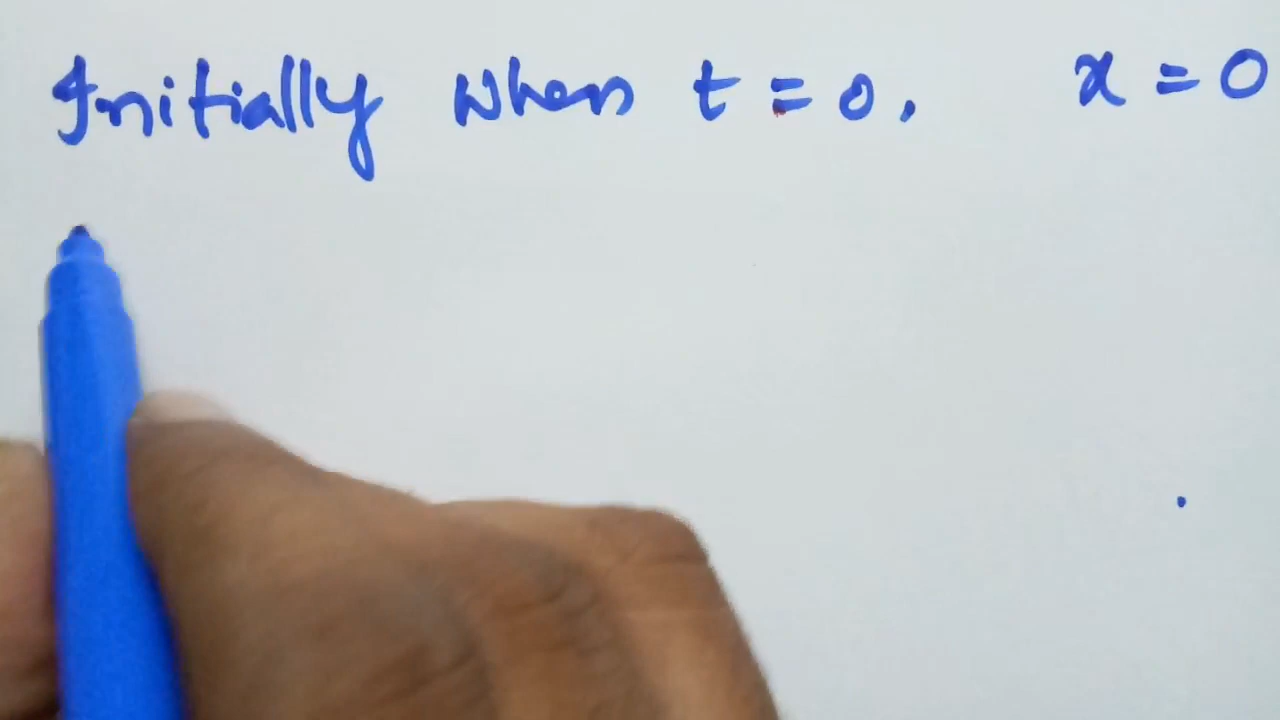 Initially when t = 0, x = 0